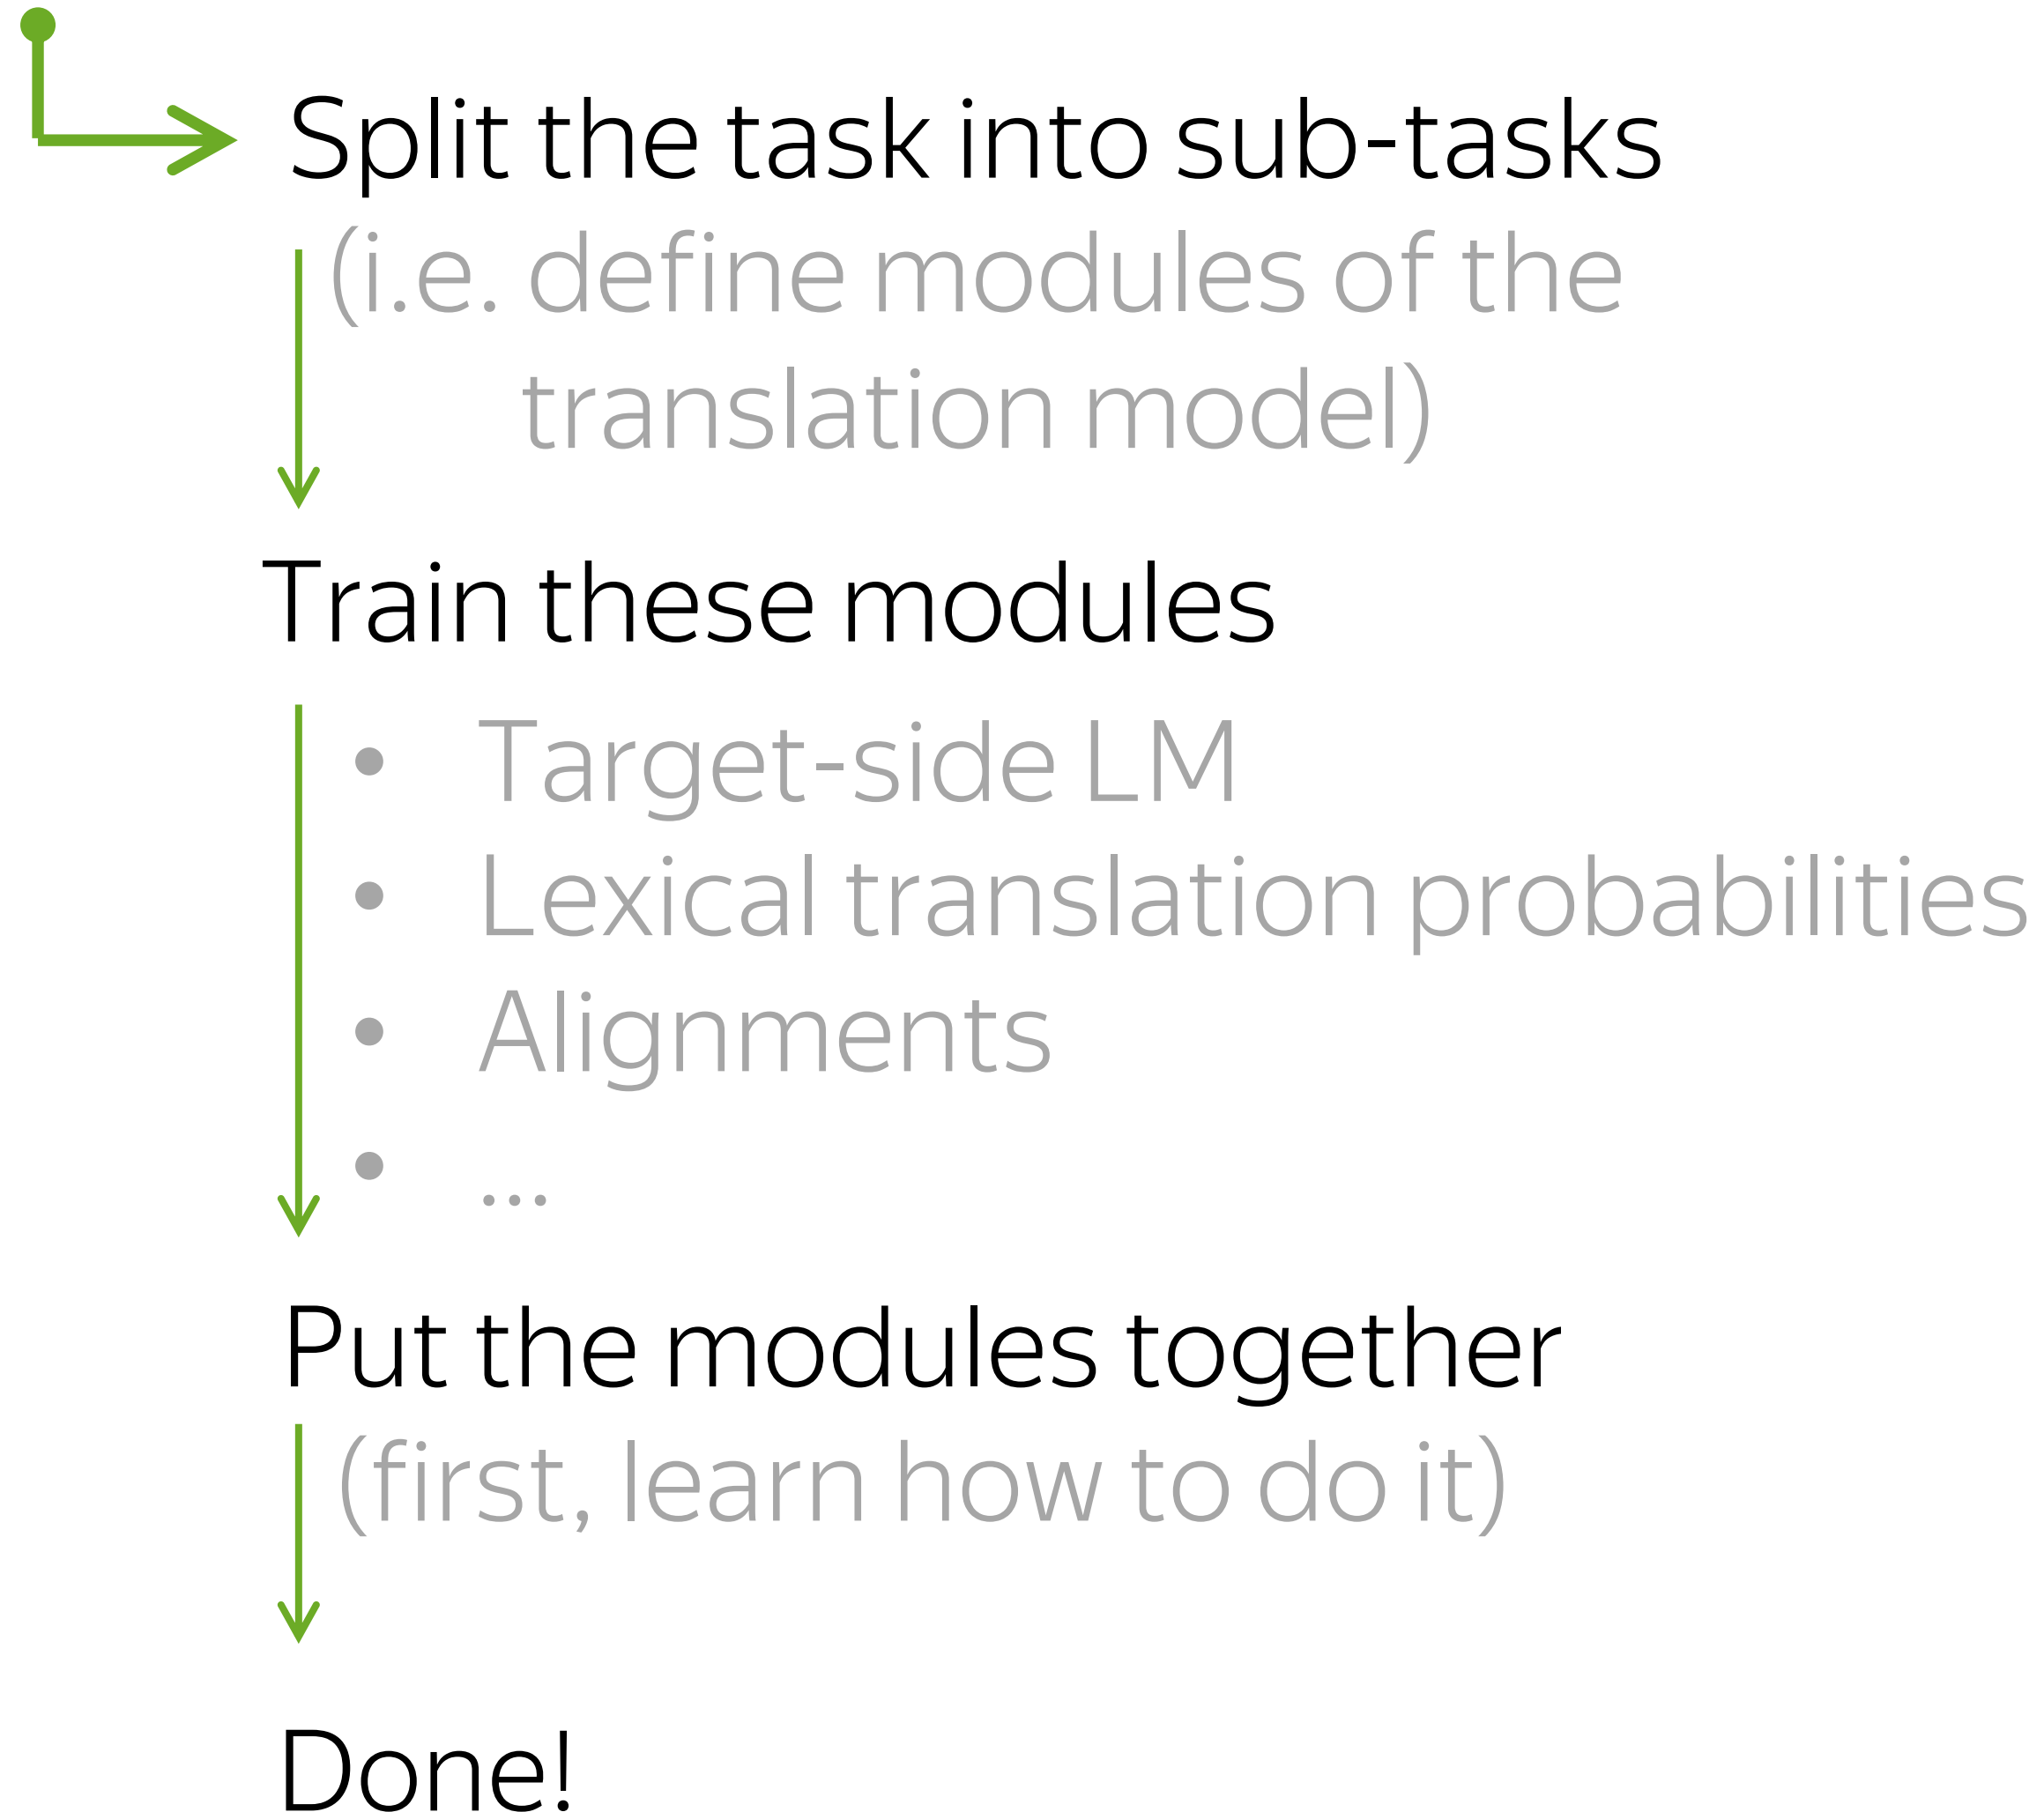 Split the task into sub-tasks
(i.e. define modules of the
translation model)
Train these modules
• Target-side LM
• Lexical translation probabilities
• Alignments
• ...
Put the modules together
(first, learn how to do it)
Done!